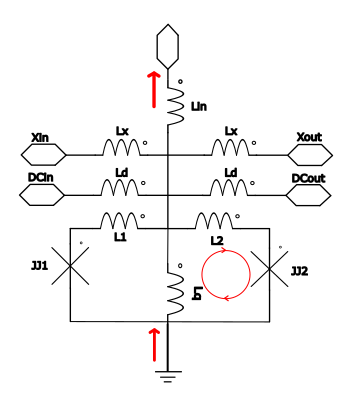 Lin
Xin Lx Lx Xout
DCin Ld Ld DCout
L1 L2
JJ1 Lq JJ2